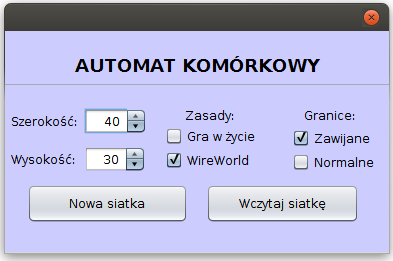 AUTOMAT KOMÓRKOWY
Szerokość: 40
Wysokość: 30
Zasady:
Gra w życie
WireWorld
Granice:
Zawijane
Normalne
Nowa siatka
Wczytaj siatkę